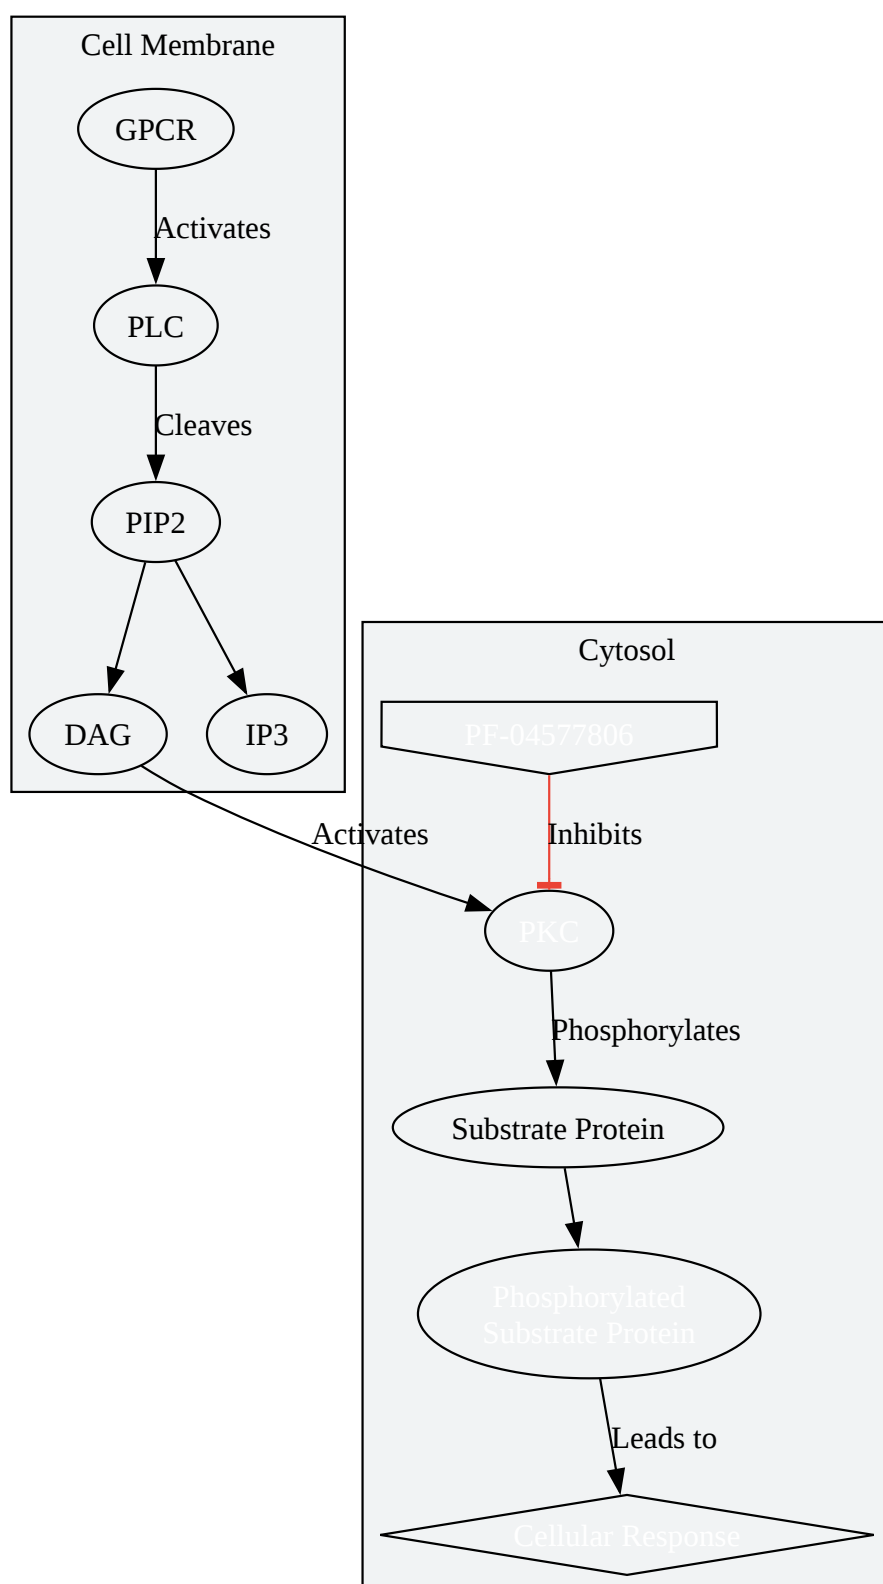 Cell Membrane
GPCR
Activates
PLC
Cleaves
PIP2
DAG
IP3
Cytosol
PF-04577806
Activates
Inhibits
PKC
Phosphorylates
Substrate Protein
Phosphorylated
Substrate Protein
Leads to
Cellular Response